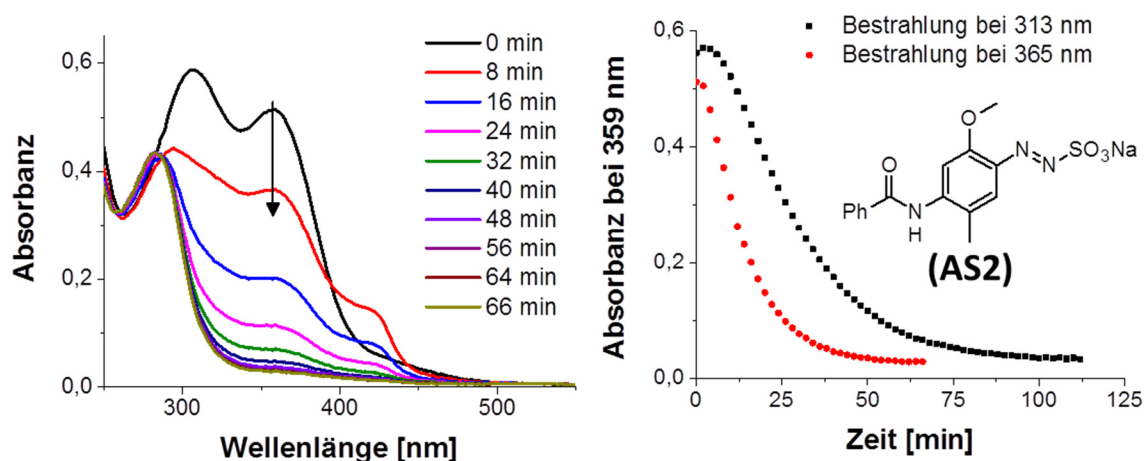 Absorbanz
0,6
0,4
0,2
0,0
300
400
500
Wellenlänge [nm]
0 min
8 min
16 min
24 min
32 min
40 min
48 min
56 min
64 min
66 min
Absorbanz bei 359 nm
0,6
0,4
0,2
0,0
0
25
50
75
100
125
Zeit [min]
Bestrahlung bei 313 nm
Bestrahlung bei 365 nm
O
N
N
SO3Na
O
Ph
N
H
(AS2)